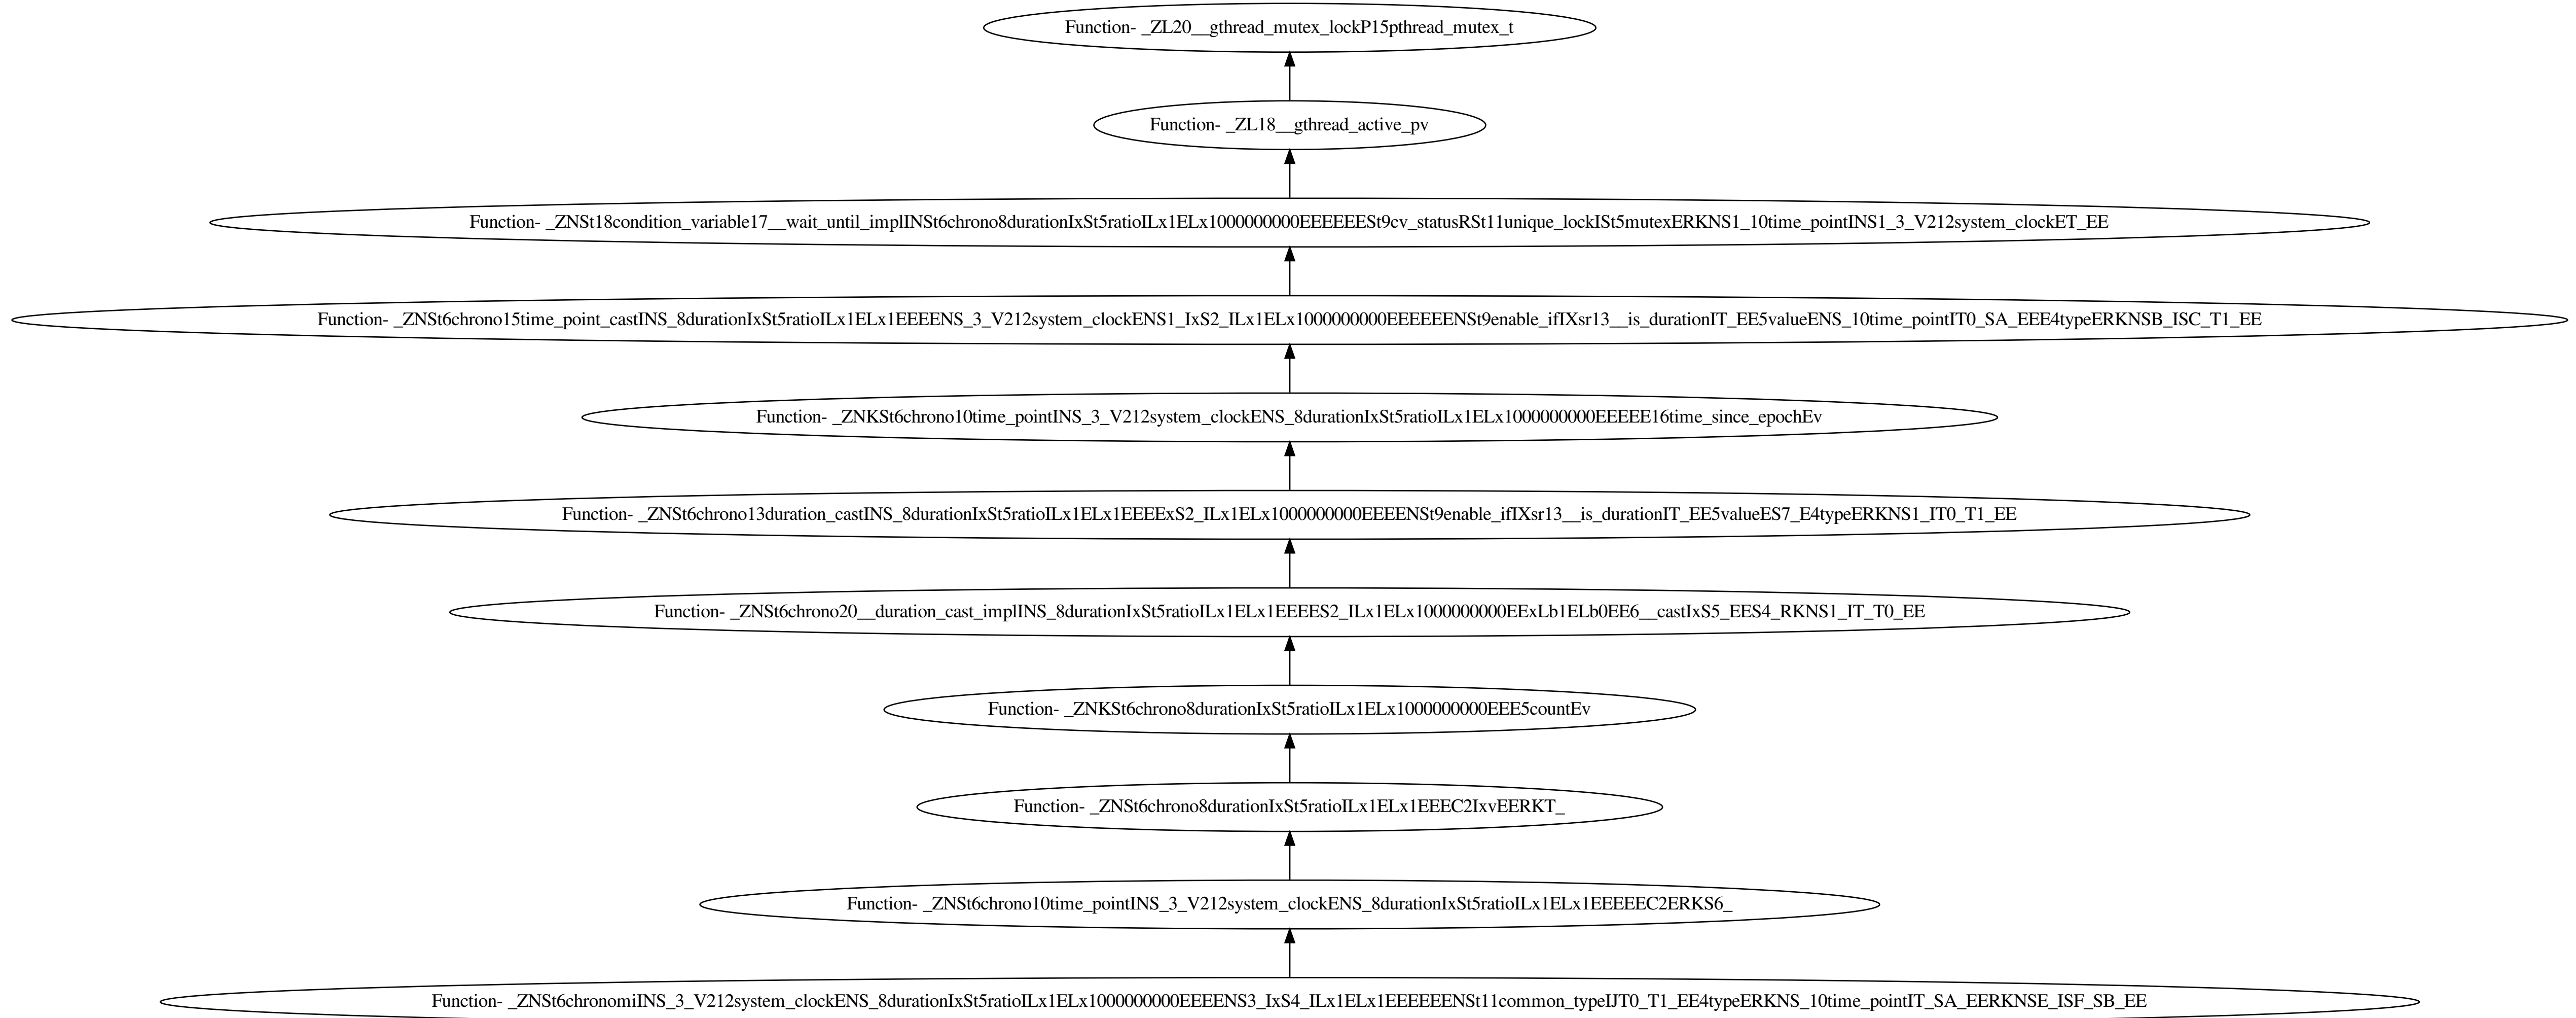 Function- _ZL20__gthread_mutex_lockP15pthread_mutex_t
Function- _ZL18__gthread_active_pv
Function- _ZNSt18condition_variable17__wait_until_implINSt6chrono8durationIxSt5ratioILx1ELx1000000000EEEEEESt9cv_statusRSt11unique_lockISt5mutexERKNS1_10time_pointINS1_3_V212system_clockET_EE
Function- _ZNSt6chrono15time_point_castINS_8durationIxSt5ratioILx1ELx1EEEENS_3_V212system_clockENS1_IxS2_ILx1ELx1000000000EEEEEENSt9enable_ifIXsr13__is_durationIT_EE5valueENS_10time_pointIT0_SA_EEE4typeERKNSB_ISC_T1_EE
Function- _ZNKSt6chrono10time_pointINS_3_V212system_clockENS_8durationIxSt5ratioILx1ELx1000000000EEEEE16time_since_epochEv
Function- _ZNSt6chrono13duration_castINS_8durationIxSt5ratioILx1ELx1EEEExS2_ILx1ELx1000000000EEEENSt9enable_ifIXsr13__is_durationIT_EE5valueES7_E4typeERKNS1_IT0_T1_EE
Function- _ZNSt6chrono20__duration_cast_implINS_8durationIxSt5ratioILx1ELx1EEEES2_ILx1ELx1000000000EExLb1ELb0EE6__castIxS5_EES4_RKNS1_IT_T0_EE
Function- _ZNKSt6chrono8durationIxSt5ratioILx1ELx1000000000EEE5countEv
Function- _ZNSt6chrono8durationIxSt5ratioILx1ELx1EEEC2IxvEERKT_
Function- _ZNSt6chrono10time_pointINS_3_V212system_clockENS_8durationIxSt5ratioILx1ELx1EEEEEC2ERKS6_
Function- _ZNSt6chronomiINS_3_V212system_clockENS_8durationIxSt5ratioILx1ELx1000000000EEEENS3_IxS4_ILx1ELx1EEEEEENSt11common_typeIJT0_T1_EE4typeERKNS_10time_pointIT_SA_EERKNSE_ISF_SB_EE